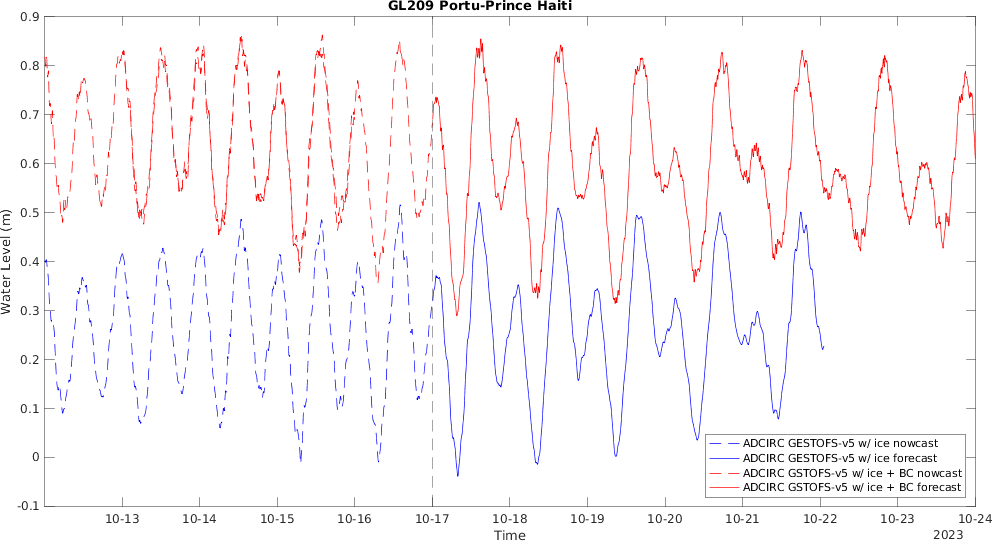 GL209 Portu-Prince Haiti
0.9
0.8
0.7
0.6
0.5
0.4
0.3
0.2
0.1
0
-0.1
Water Level (m)
10-13 10-14 10-15 10-16 10-17 10-18 10-19 10-20 10-21 10-22 10-23 10-24
Time
2023
ADCIRC GESTOFS-v5 w/ ice nowcast
ADCIRC GESTOFS-v5 w/ ice forecast
ADCIRC GSTOFS-v5 w/ ice + BC nowcast
ADCIRC GSTOFS-v5 w/ ice + BC forecast